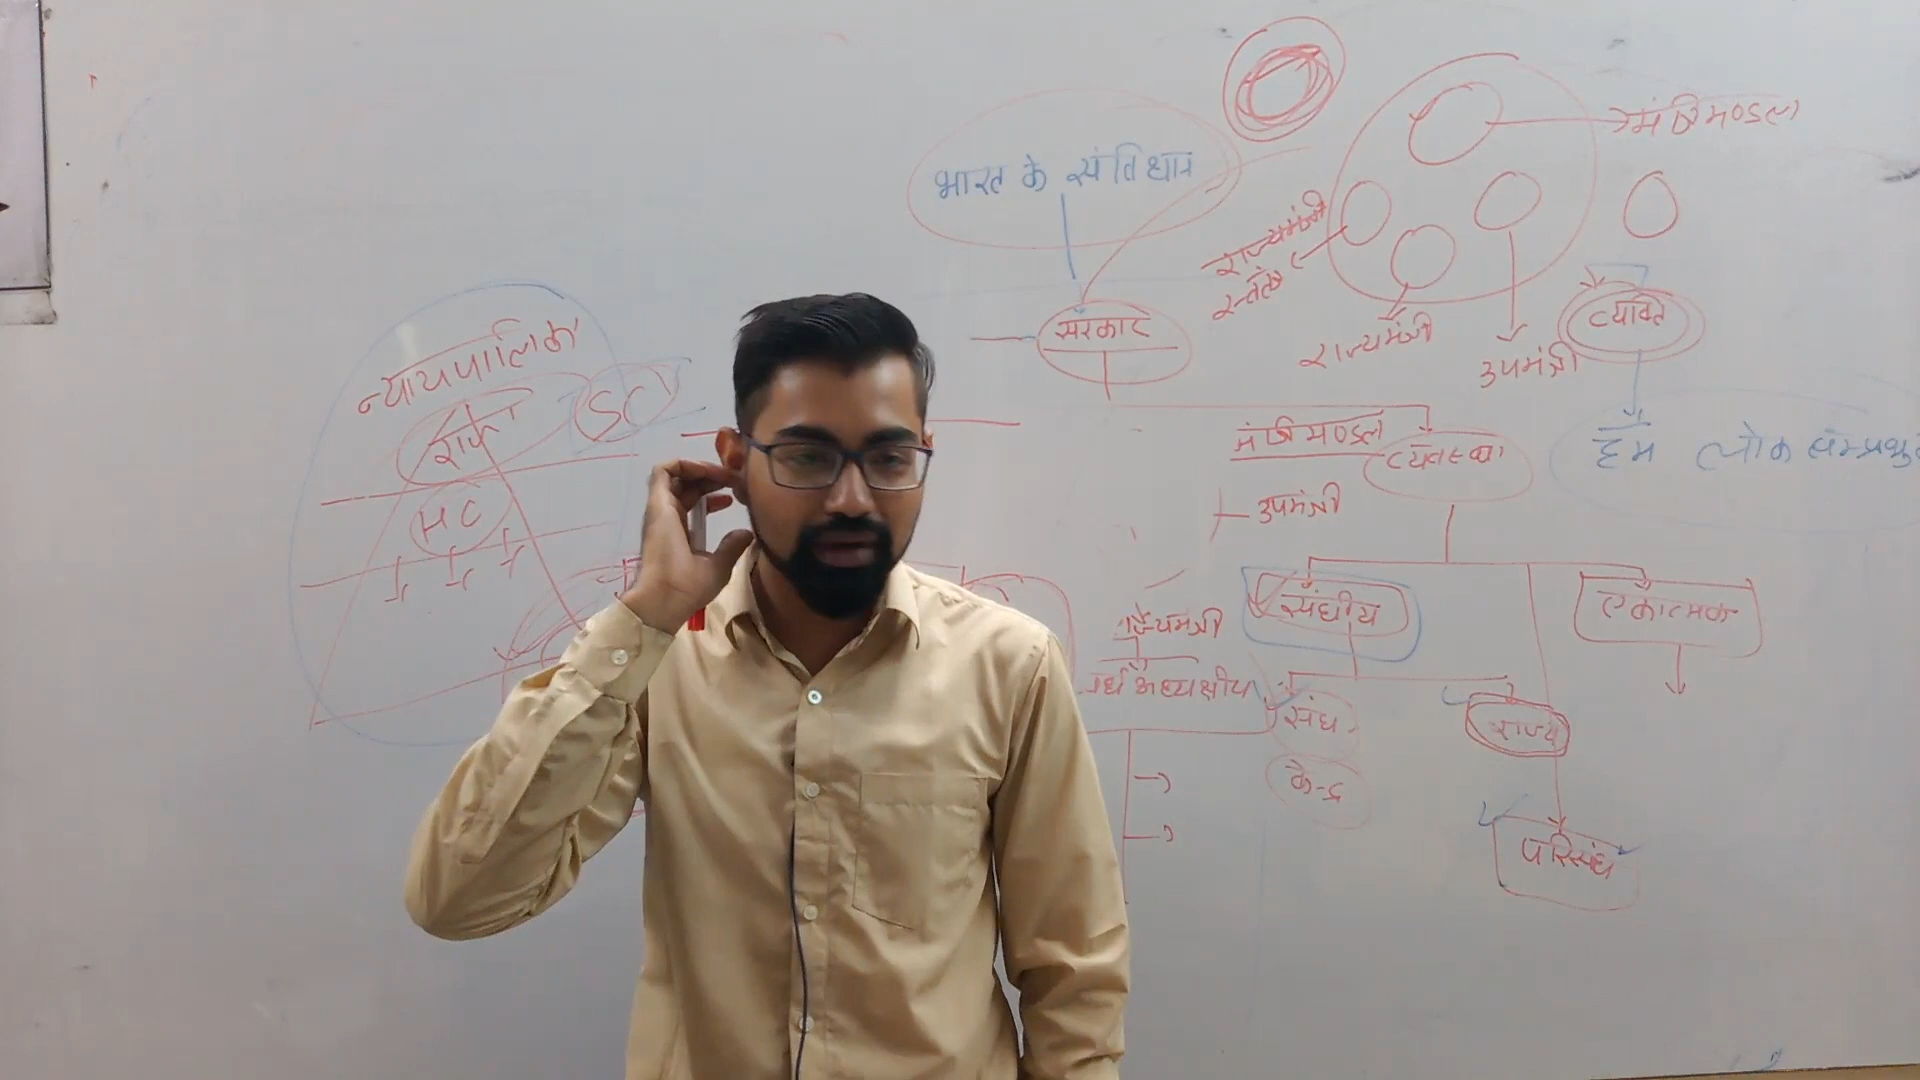 मंत्रिमण्डल
भारत के संविधान
राज्यमंत्री
स्वतंत्र
सरकार
राज्यमंत्री
उपमंत्री
व्यक्ति
न्यायपालिका
SC
HC
मंत्रिमण्डल
व्यवस्था
हम लोक सम्प्रभु
उपमंत्री
संघीय
एकात्मक
राज्यमंत्री
अध्यक्षीय
संघ
राज्य
केन्द्र
परिसंघ